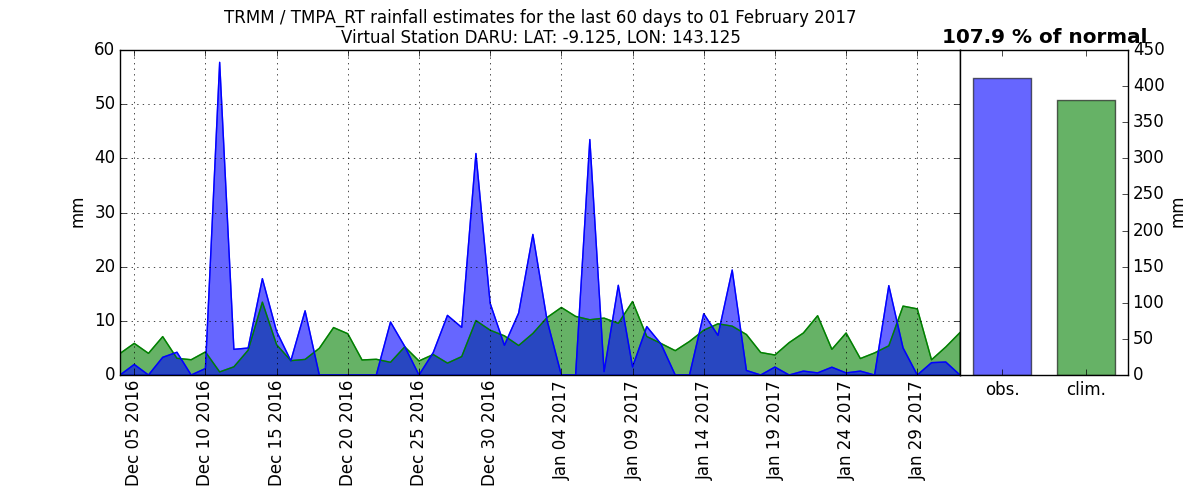 TRMM / TMPA_RT rainfall estimates for the last 60 days to 01 February 2017
Virtual Station DARU: LAT: -9.125, LON: 143.125
107.9 % of normal
60
50
40
30
20
10
0
mm
Dec 05 2016
Dec 10 2016
Dec 15 2016
Dec 20 2016
Dec 25 2016
Dec 30 2016
Jan 04 2017
Jan 09 2017
Jan 14 2017
Jan 19 2017
Jan 24 2017
Jan 29 2017
450
400
350
300
250
200
150
100
50
0
mm
obs.
clim.